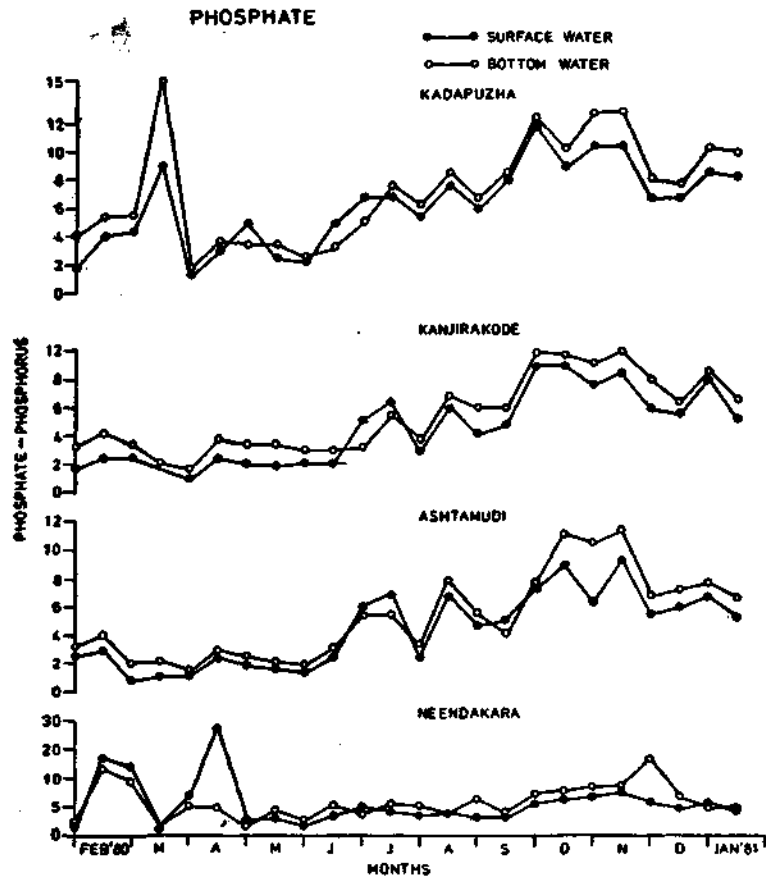 PHOSPHATE
SURFACE WATER
BOTTOM WATER
KADAPUZHA
15
12
10
8
6
4
2
0
KANJIRAKODE
12
8
6
4
2
0
PHOSPHATE - PHOSPHORUS
ASHTAMUDI
12
8
6
4
2
0
NEENDAKARA
30
20
10
5
0
FEB'80 M A M J J A S O N D JAN'81
MONTHS